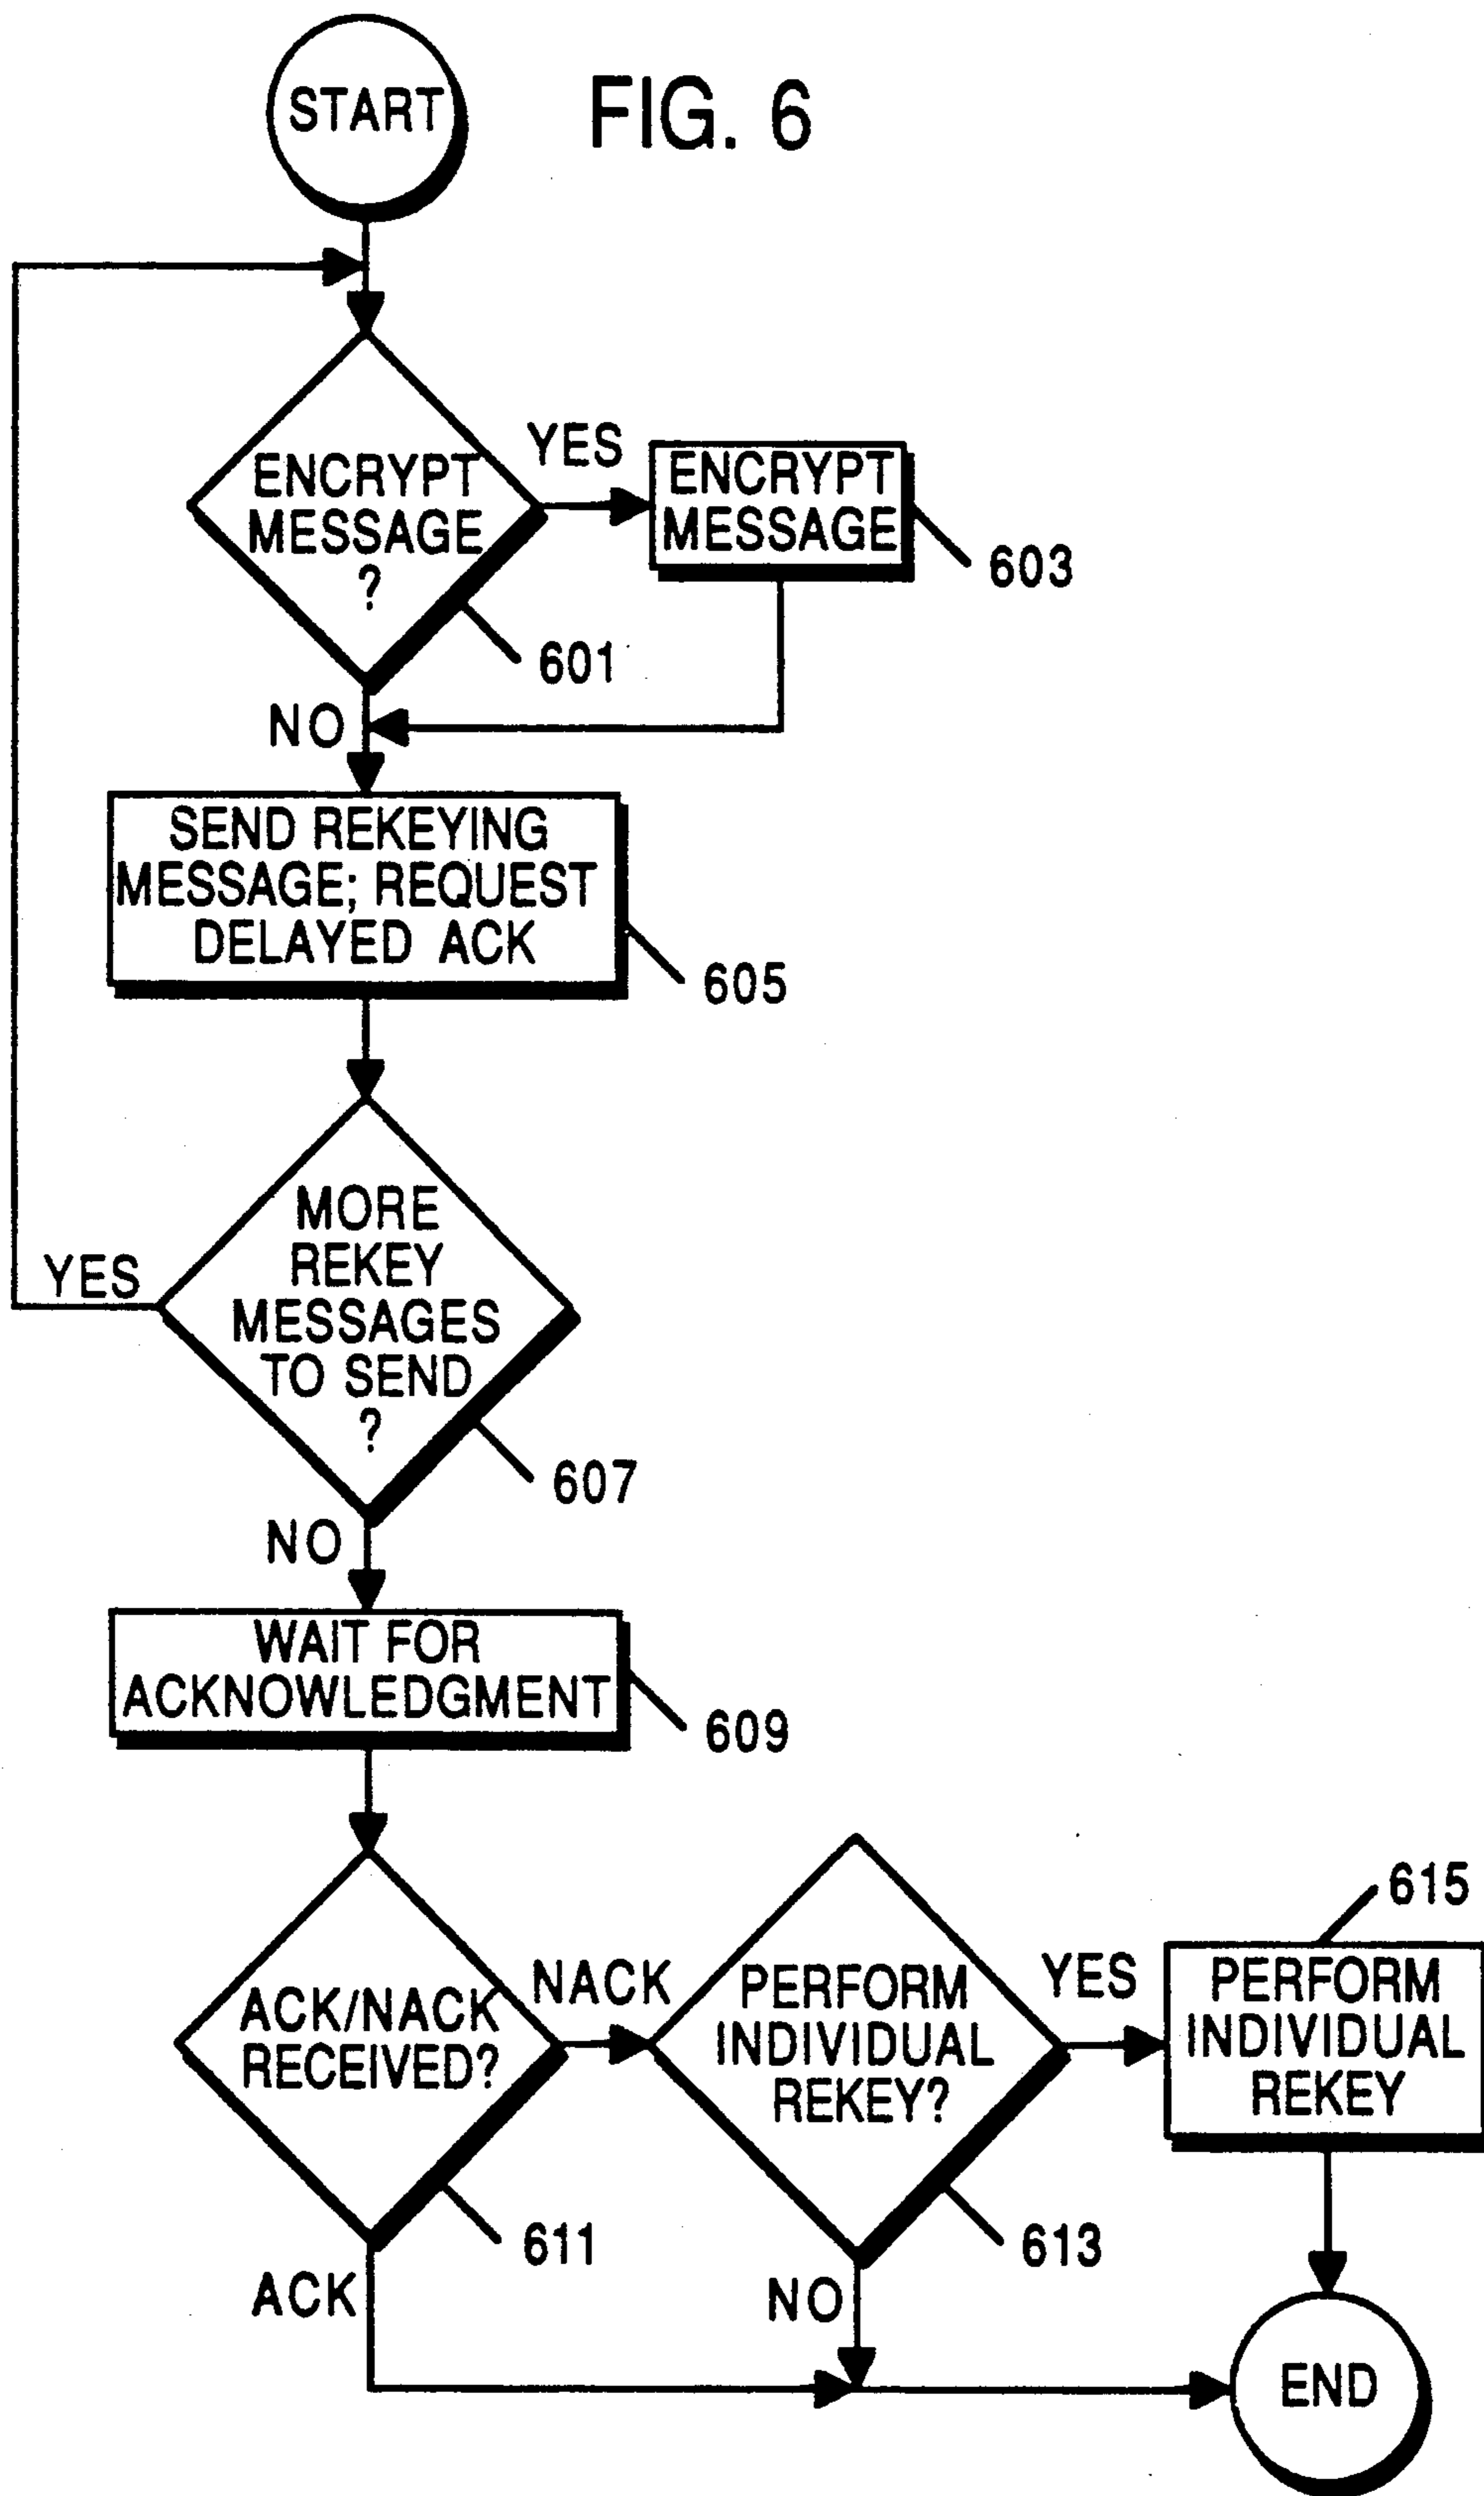 START
FIG. 6
ENCRYPT
MESSAGE
?
YES
ENCRYPT
MESSAGE
603
601
NO
SEND REKEYING
MESSAGE; REQUEST
DELAYED ACK
605
MORE
REKEY
MESSAGES
TO SEND
?
YES
607
NO
WAIT FOR
ACKNOWLEDGMENT
609
ACK/NACK
RECEIVED?
NACK
611
ACK
PERFORM
INDIVIDUAL
REKEY?
YES
613
NO
615
PERFORM
INDIVIDUAL
REKEY
END